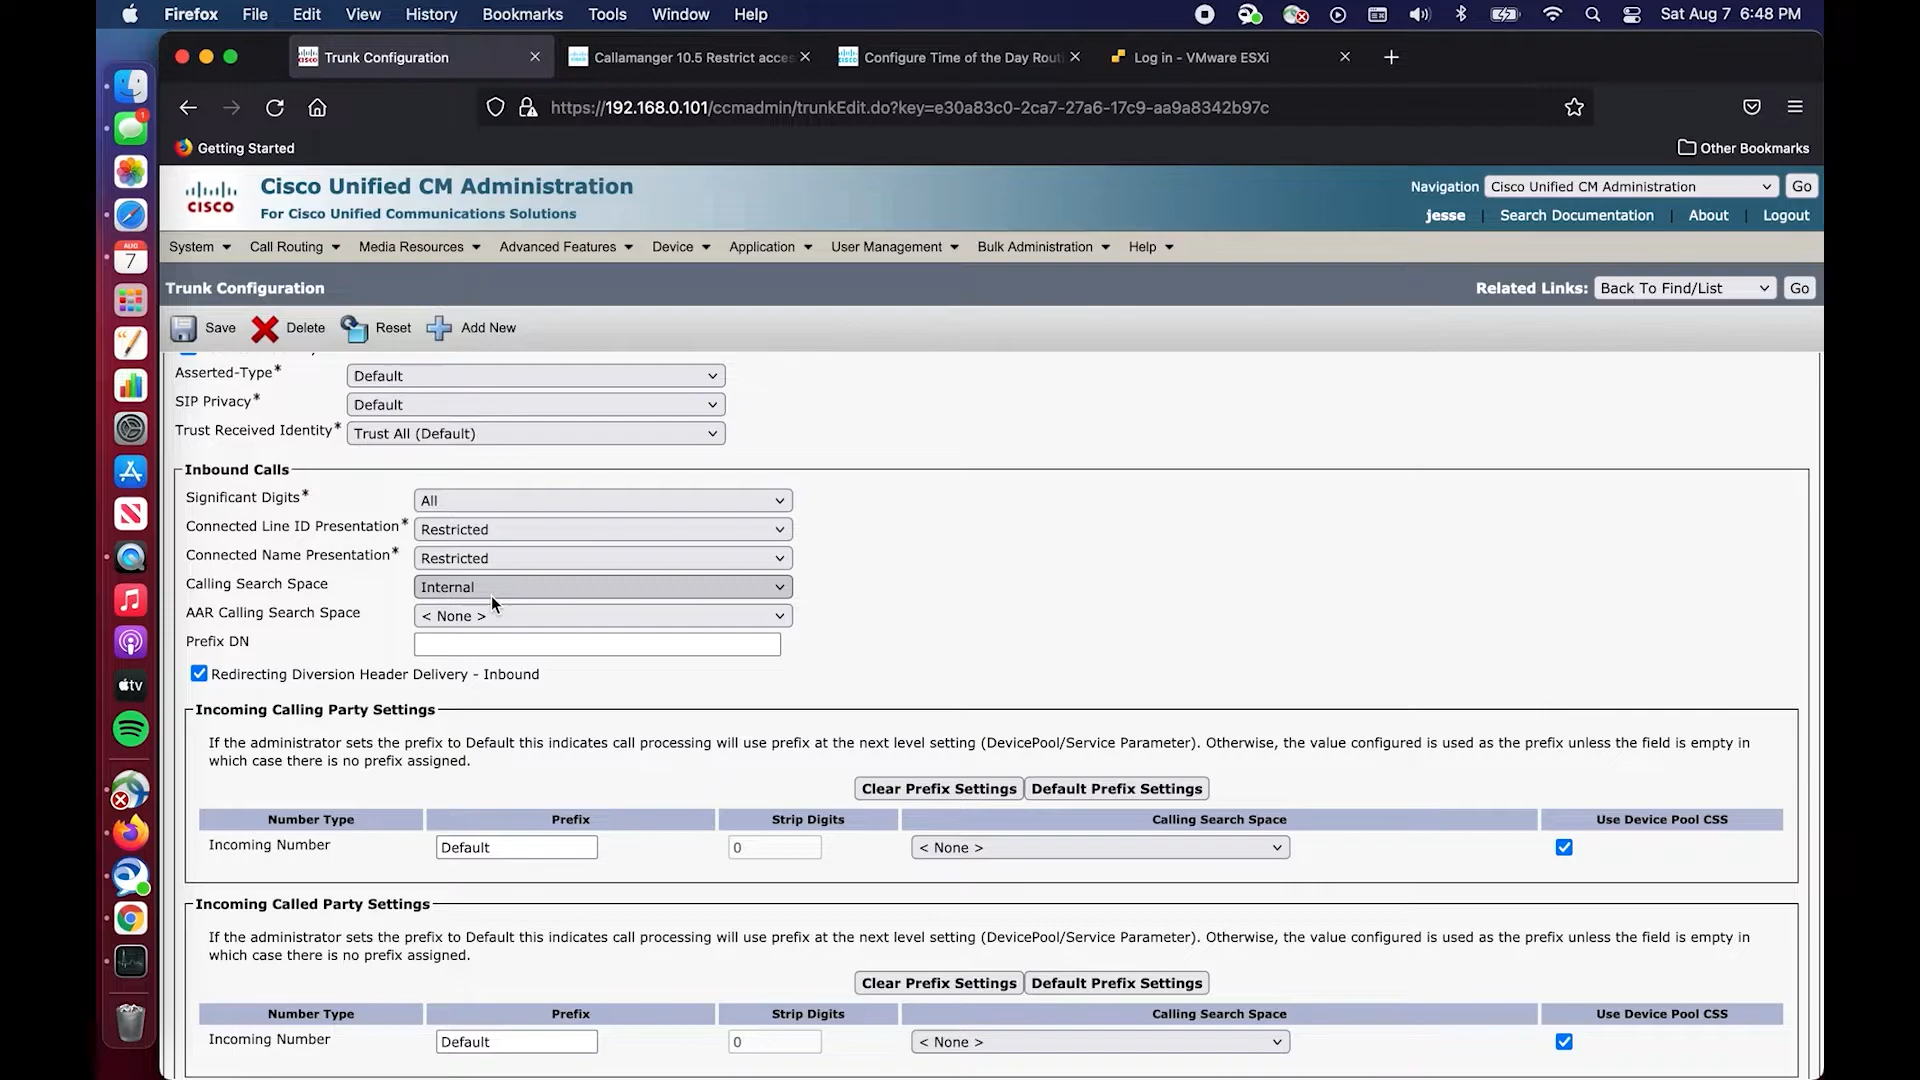 Firefox File Edit View History Bookmarks Tools Window Help Sat Aug 7 6:48 PM
Trunk Configuration Callamanger 10.5 Restrict acces Configure Time of the Day Rout Log in - VMware ESXi
https://192.168.0.101/ccmadmin/trunkEdit.do?key=e30a83c0-2ca7-27a6-17c9-aa9a8342b97c
Getting Started Other Bookmarks
CISCO
Cisco Unified CM Administration
For Cisco Unified Communications Solutions
Navigation Cisco Unified CM Administration Go
jesse | Search Documentation | About | Logout
System Call Routing Media Resources Advanced Features Device Application User Management Bulk Administration Help
Trunk Configuration
Related Links: Back To Find/List Go
Save Delete Reset Add New
Asserted-Type* Default
SIP Privacy* Default
Trust Received Identity* Trust All (Default)
Inbound Calls
Significant Digits* All
Connected Line ID Presentation* Restricted
Connected Name Presentation* Restricted
Calling Search Space Internal
AAR Calling Search Space < None >
Prefix DN
Redirecting Diversion Header Delivery - Inbound
Incoming Calling Party Settings
If the administrator sets the prefix to Default this indicates call processing will use prefix at the next level setting (DevicePool/Service Parameter). Otherwise, the value configured is used as the prefix unless the field is empty in
which case there is no prefix assigned.
Clear Prefix Settings Default Prefix Settings
Number Type Prefix Strip Digits Calling Search Space Use Device Pool CSS
Incoming Number Default 0 < None >
Incoming Called Party Settings
If the administrator sets the prefix to Default this indicates call processing will use prefix at the next level setting (DevicePool/Service Parameter). Otherwise, the value configured is used as the prefix unless the field is empty in
which case there is no prefix assigned.
Clear Prefix Settings Default Prefix Settings
Number Type Prefix Strip Digits Calling Search Space Use Device Pool CSS
Incoming Number Default 0 < None >
1
AUG
7
tv